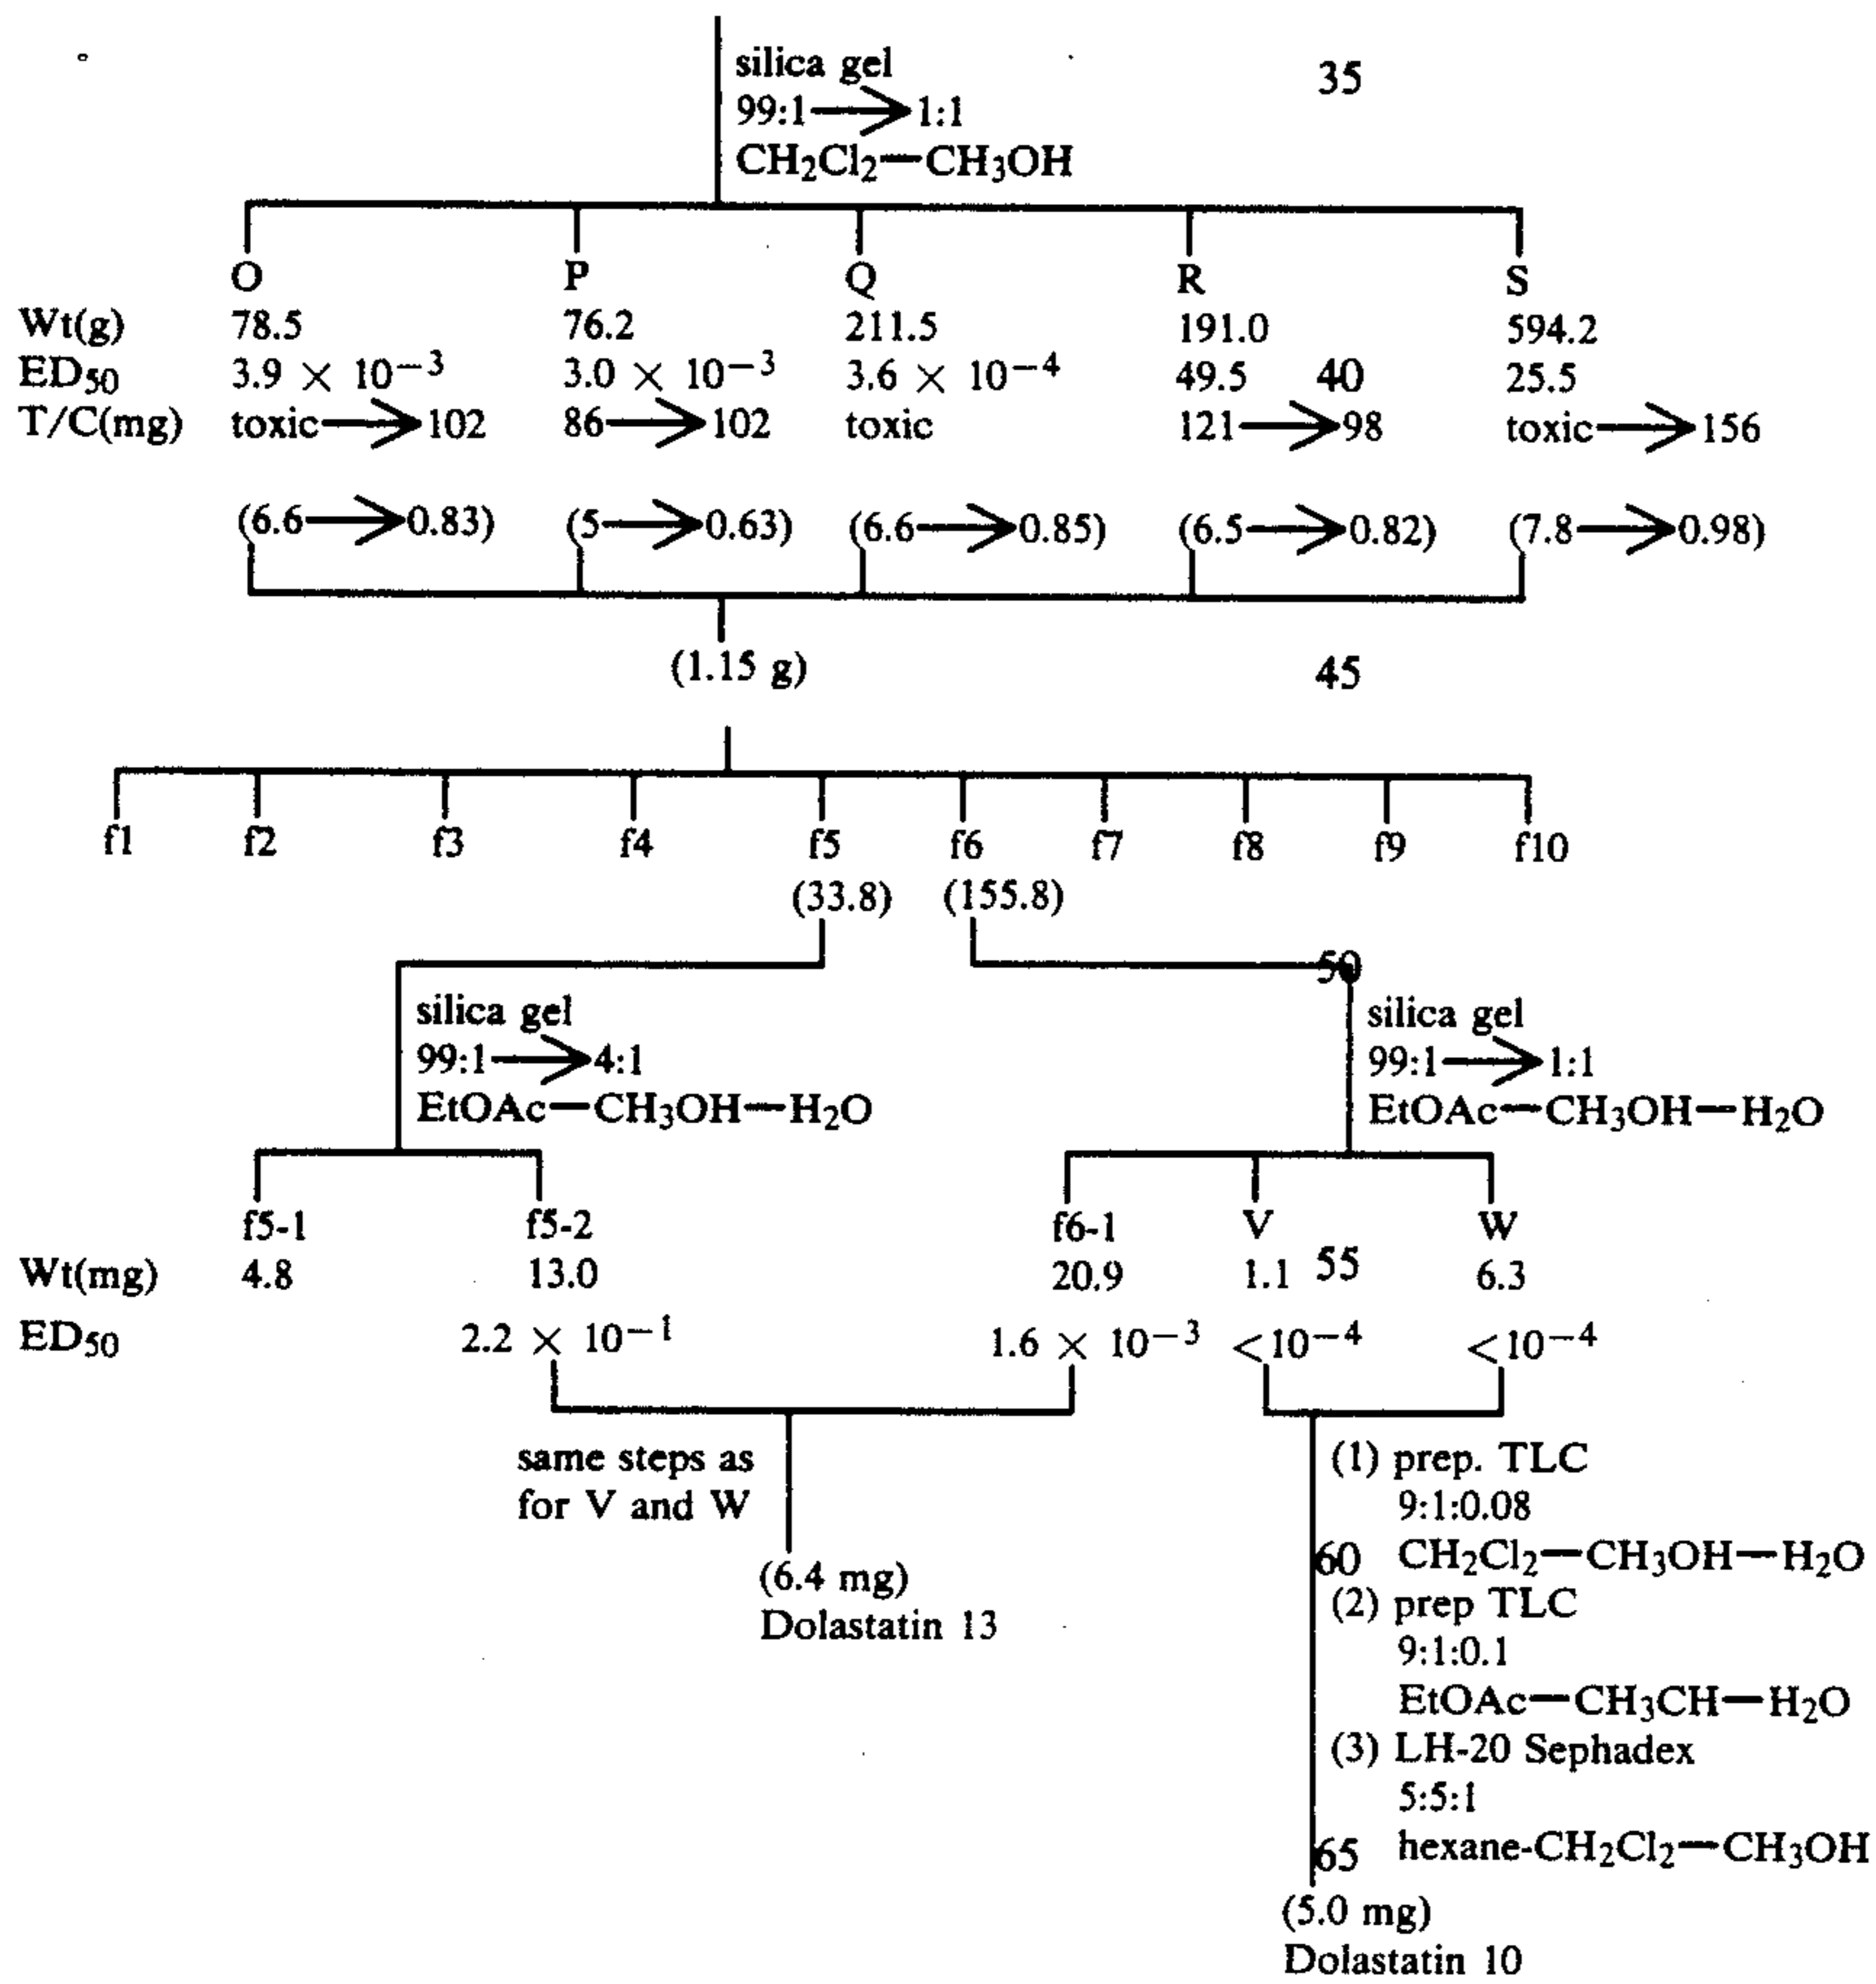 silica gel
35
99:1→1:1
CH₂Cl₂—CH₃OH
O P Q R S
Wt(g) 78.5 76.2 211.5 191.0 594.2
ED₅₀ 3.9 × 10⁻³ 3.0 × 10⁻³ 3.6 × 10⁻⁴ 49.5 40 25.5
T/C(mg) toxic→102 86→102 toxic 121→98 toxic→156
(6.6→0.83) (5→0.63) (6.6→0.85) (6.5→0.82) (7.8→0.98)
(1.15 g) 45
f1 f2 f3 f4 f5 f6 f7 f8 f9 f10
(33.8) (155.8)
50
silica gel
99:1→4:1
EtOAc—CH₃OH—H₂O
silica gel
99:1→1:1
EtOAc—CH₃OH—H₂O
f5-1 f5-2 f6-1 V W
Wt(mg) 4.8 13.0 20.9 1.1 55 6.3
ED₅₀ 2.2 × 10⁻¹ 1.6 × 10⁻³ <10⁻⁴ <10⁻⁴
same steps as
for V and W
(6.4 mg)
Dolastatin 13
(1) prep. TLC
9:1:0.08
60 CH₂Cl₂—CH₃OH—H₂O
(2) prep TLC
9:1:0.1
EtOAc—CH₃CH—H₂O
(3) LH-20 Sephadex
5:5:1
65 hexane-CH₂Cl₂—CH₃OH
(5.0 mg)
Dolastatin 10